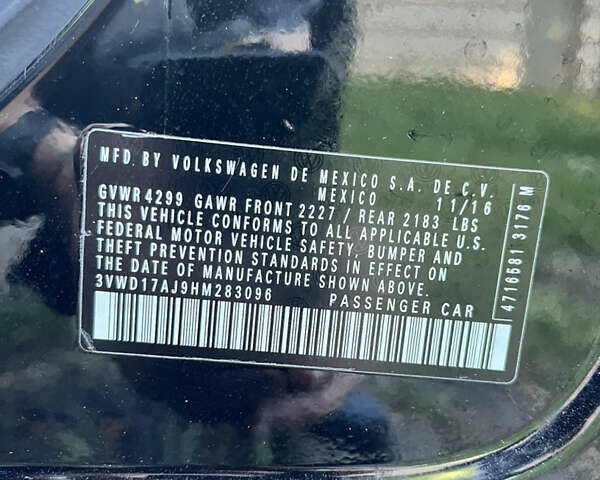 MFD. BY VOLKSWAGEN DE MEXICO S.A. DE C.V.
MEXICO 11/16
GVWR 4299 GAWR FRONT 2227 / REAR 2183 LBS
THIS VEHICLE CONFORMS TO ALL APPLICABLE U.S.
FEDERAL MOTOR VEHICLE SAFETY, BUMPER AND
THEFT PREVENTION STANDARDS IN EFFECT ON
THE DATE OF MANUFACTURE SHOWN ABOVE.
3VWD17AJ9HM283096 PASSENGER CAR
4716681 3176 M